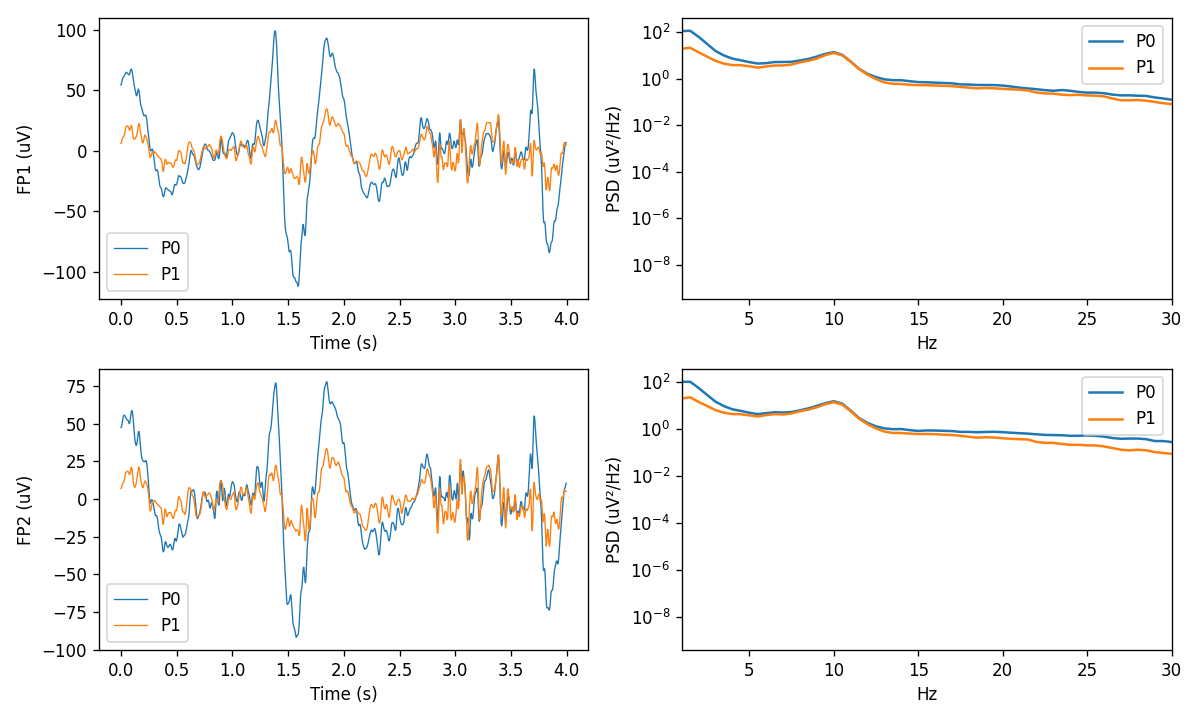 FP1 (uV)
100
50
0
−50
−100
P0
P1
0.0 0.5 1.0 1.5 2.0 2.5 3.0 3.5 4.0
Time (s)
PSD (uV²/Hz)
10²
10⁰
10⁻²
10⁻⁴
10⁻⁶
10⁻⁸
P0
P1
5 10 15 20 25 30
Hz
FP2 (uV)
75
50
25
0
−25
−50
−75
−100
P0
P1
0.0 0.5 1.0 1.5 2.0 2.5 3.0 3.5 4.0
Time (s)
PSD (uV²/Hz)
10²
10⁰
10⁻²
10⁻⁴
10⁻⁶
10⁻⁸
P0
P1
5 10 15 20 25 30
Hz